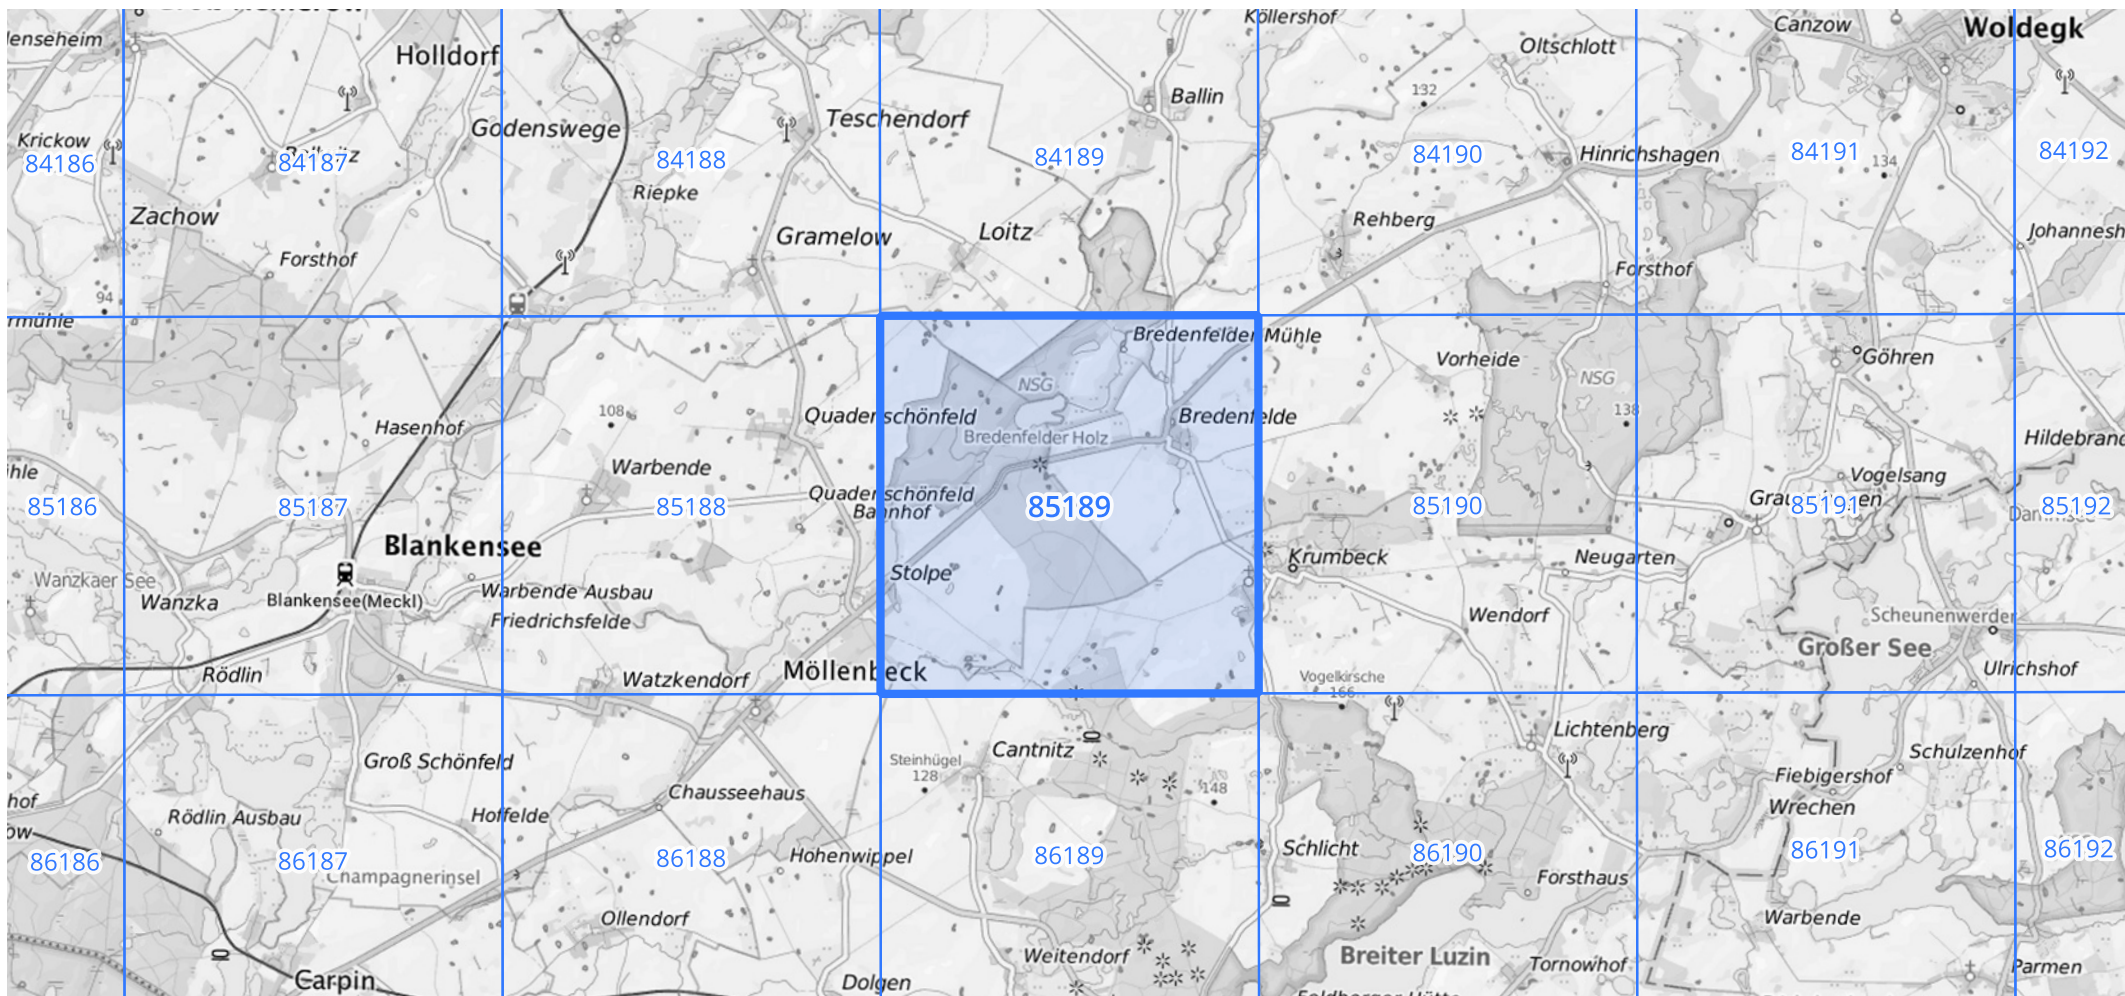 Köllershof
Canzow
Woldegk
Oltschlott
Holldorf
132
Ballin
Godenswege
Teschendorf
Krickow
84186
84187
84188
84189
84190
Hinrichshagen
84191
134
84192
Riepke
Zachow
Rehberg
Gramelow
Loitz
Forsthof
Forsthof
94
Bredenfelder Mühle
Vorheide
Göhren
NSG
NSG
108
Quaderschönfeld
Bredenfelde
138
Hasenhof
Bredenfelder Holz
Warbende
Vogelsang
Quadenschönfeld
Bahnhof
85186
85187
85188
85189
85190
85191
85192
Blankensee
Krumbeck
Neugarten
Stolpe
Wanzkaer See
Wanzka
Blankensee(Meckl)
Warbende Ausbau
Friedrichsfelde
Wendorf
Scheunenwerder
Großer See
Rödlin
Watzkendorf
Möllenbeck
Vogelkirsche
166
Ulrichshof
Lichtenberg
Groß Schönfeld
Cantnitz
Steinhügel
128
Schulzenhof
Fiebigershof
Wrechen
Chausseehaus
148
Rödlin Ausbau
Hoffelde
Schlicht
Hohenwippel
86186
86187
86188
86189
86190
86191
86192
Champagnerinsel
Forsthaus
Ollendorf
Warbende
Weitendorf
Breiter Luzin
Tornowhof
Parmen
Carpin
Dolgen